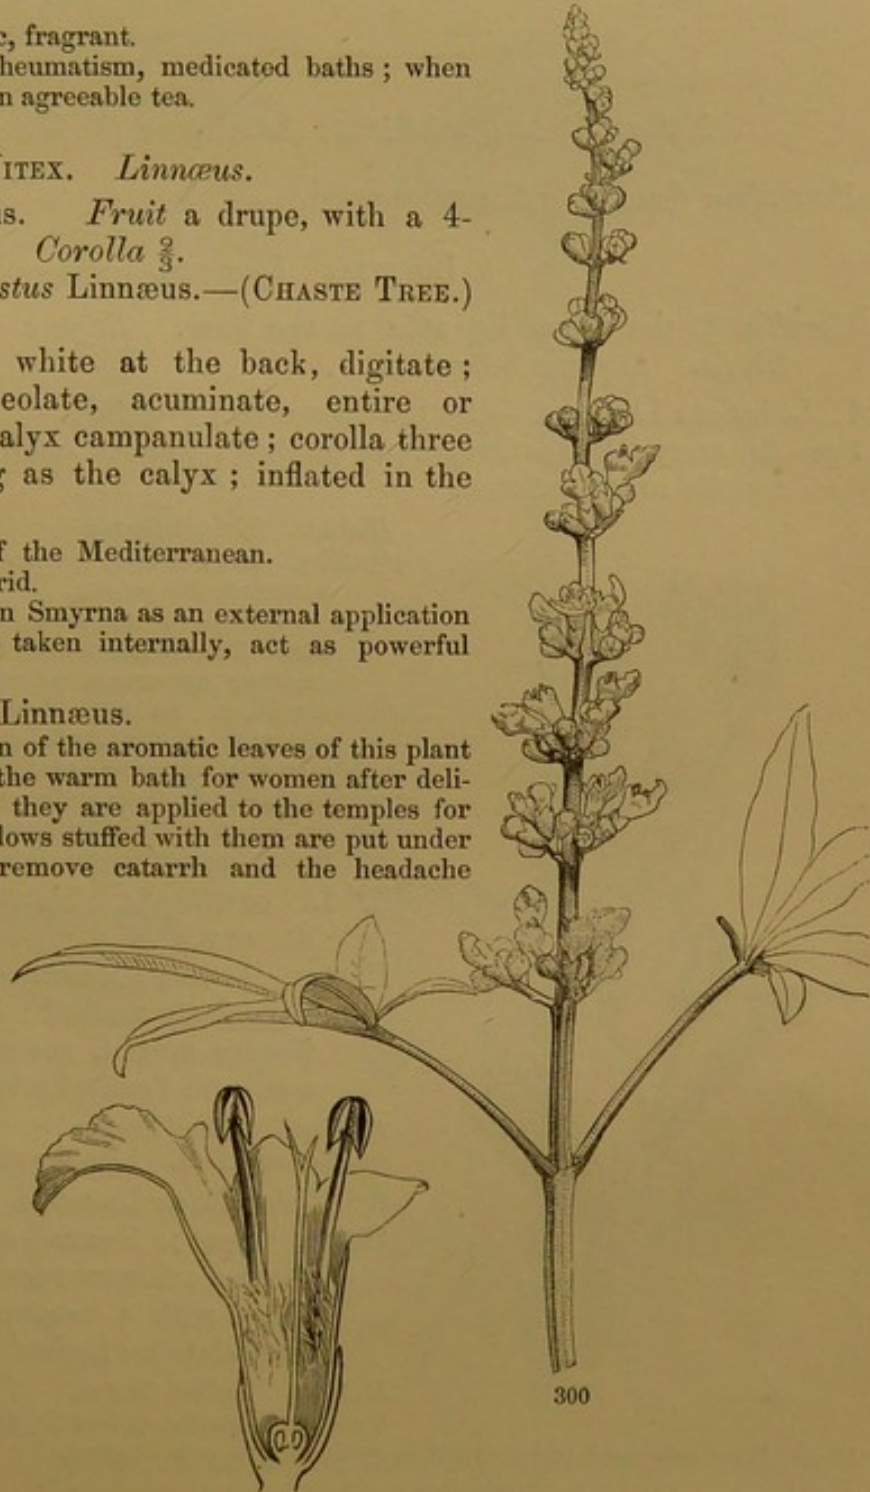 c, fragrant.
heumatism, medicated baths ; when
n agreeable tea.
ITEX. Linnæus.
s. Fruit a drupe, with a 4-
Corolla 2/3.
stus Linnæus.—(CHASTE TREE.)
white at the back, digitate ;
eolate, acuminate, entire or
alyx campanulate ; corolla three
g as the calyx ; inflated in the
f the Mediterranean.
rid.
n Smyrna as an external application
taken internally, act as powerful
Linnæus.
n of the aromatic leaves of this plant
the warm bath for women after deli-
they are applied to the temples for
lows stuffed with them are put under
remove catarrh and the headache
300